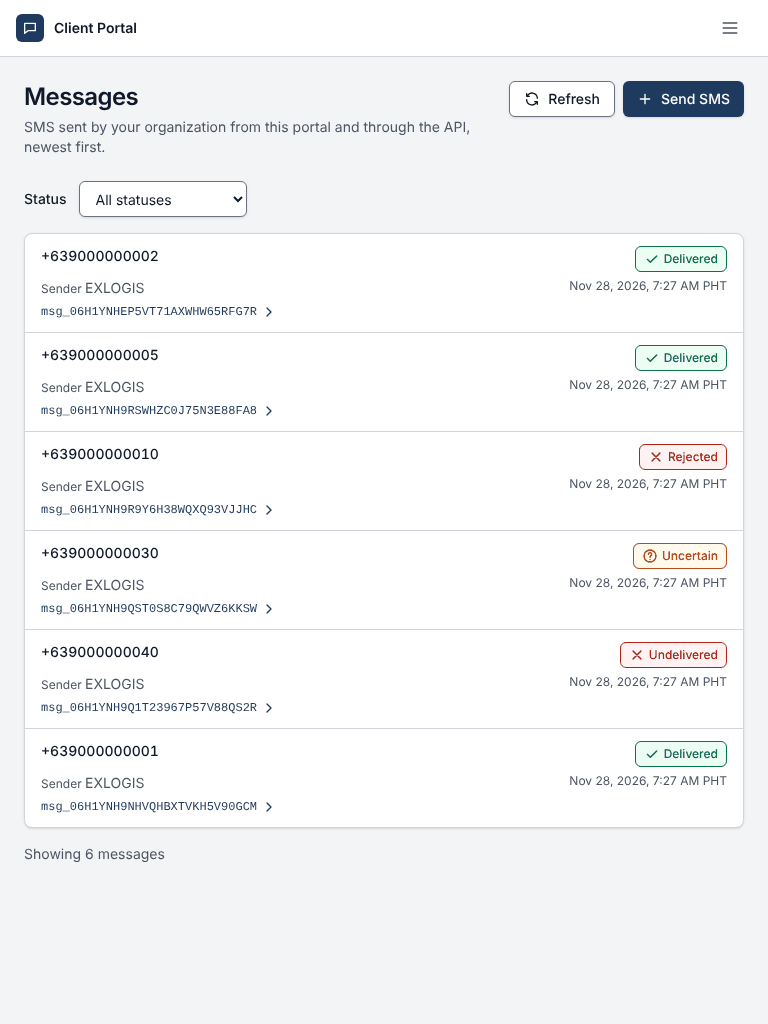 Client Portal
Messages
Refresh
Send SMS
SMS sent by your organization from this portal and through the API,
newest first.
Status
All statuses
+639000000002
Delivered
Sender EXLOGIS
Nov 28, 2026, 7:27 AM PHT
msg_06H1YNHEP5VT71AXWHW65RFG7R
+639000000005
Delivered
Sender EXLOGIS
Nov 28, 2026, 7:27 AM PHT
msg_06H1YNH9RSWHZC0J75N3E88FA8
+639000000010
Rejected
Sender EXLOGIS
Nov 28, 2026, 7:27 AM PHT
msg_06H1YNH9R9Y6H38WQXQ93VJJHC
+639000000030
Uncertain
Sender EXLOGIS
Nov 28, 2026, 7:27 AM PHT
msg_06H1YNH9QST0S8C79QWVZ6KKSW
+639000000040
Undelivered
Sender EXLOGIS
Nov 28, 2026, 7:27 AM PHT
msg_06H1YNH9Q1T23967P57V88QS2R
+639000000001
Delivered
Sender EXLOGIS
Nov 28, 2026, 7:27 AM PHT
msg_06H1YNH9NHVQHBXTVKH5V90GCM
Showing 6 messages